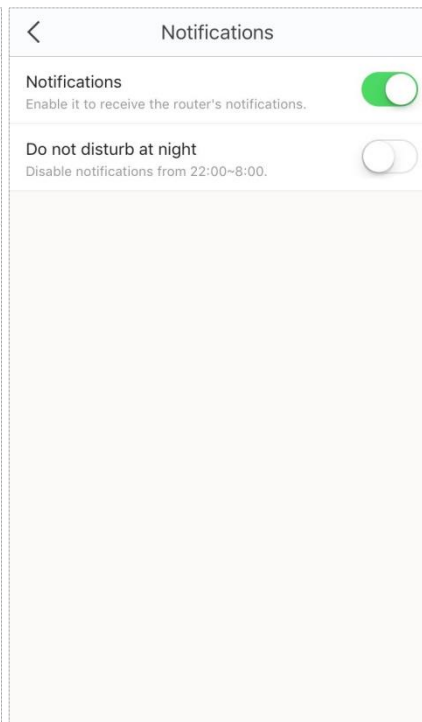 Notifications
Notifications
Enable it to receive the router's notifications.
Do not disturb at night
Disable notifications from 22:00~8:00.